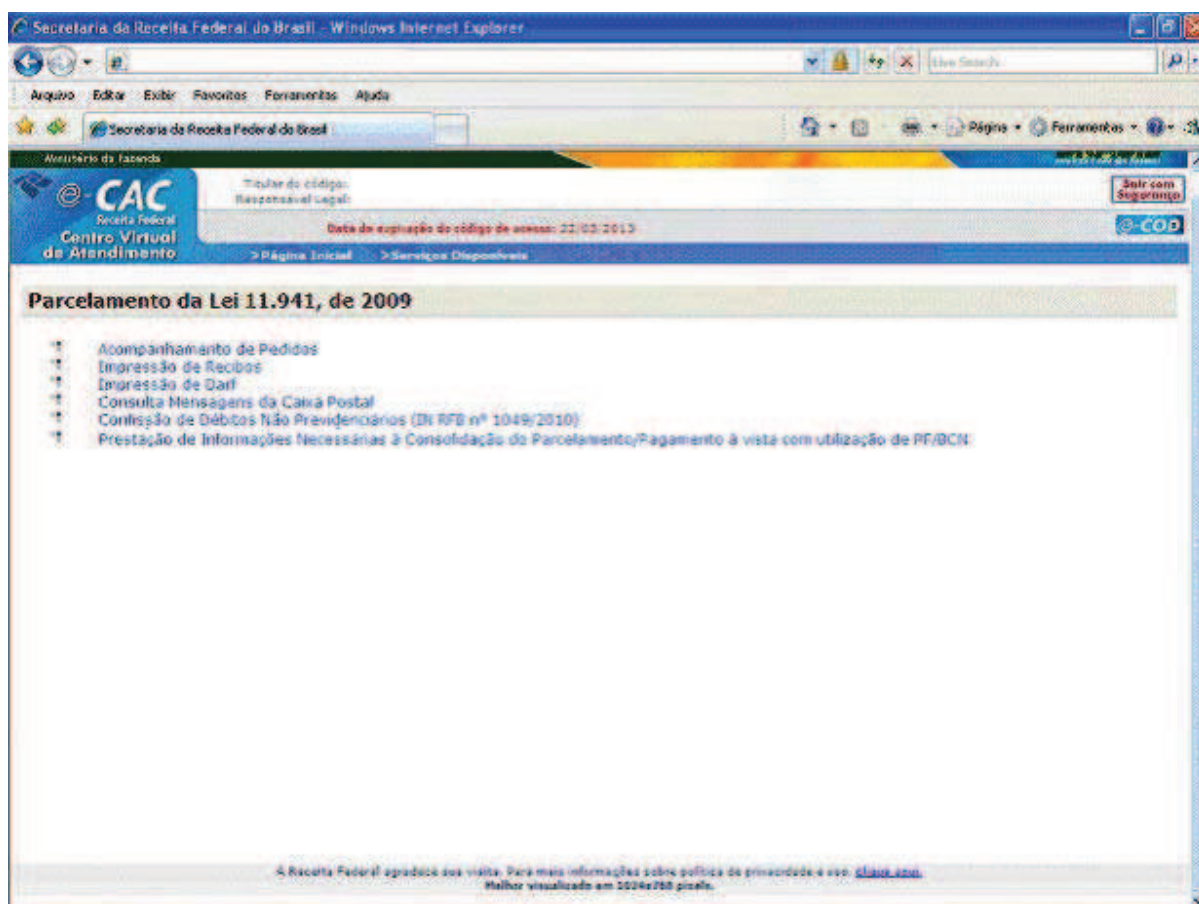 Secretaria da Receita Federal do Brasil - Windows Internet Explorer
Live Search
Arquivo Editar Exibir Favoritos Ferramentas Ajuda
Secretaria da Receita Federal do Brasil
Página Ferramentas
Ministério da Fazenda
e-CAC
Receita Federal
Centro Virtual
de Atendimento
Titular do código:
Responsável Legal:
Sair com
Segurança
Data de expiração do código de acesso: 22/03/2013
e-COD
>Página Inicial >Serviços Disponíveis
Parcelamento da Lei 11.941, de 2009
Acompanhamento de Pedidos
Impressão de Recibos
Impressão de Darf
Consulta Mensagens da Caixa Postal
Confissão de Débitos Não Previdenciários (IN RFB nº 1049/2010)
Prestação de Informações Necessárias à Consolidação do Parcelamento/Pagamento à vista com utilização de PF/BCN
A Receita Federal agradece sua visita. Para mais informações sobre política de privacidade e uso, clique aqui.
Melhor visualizado em 1024x768 pixels.